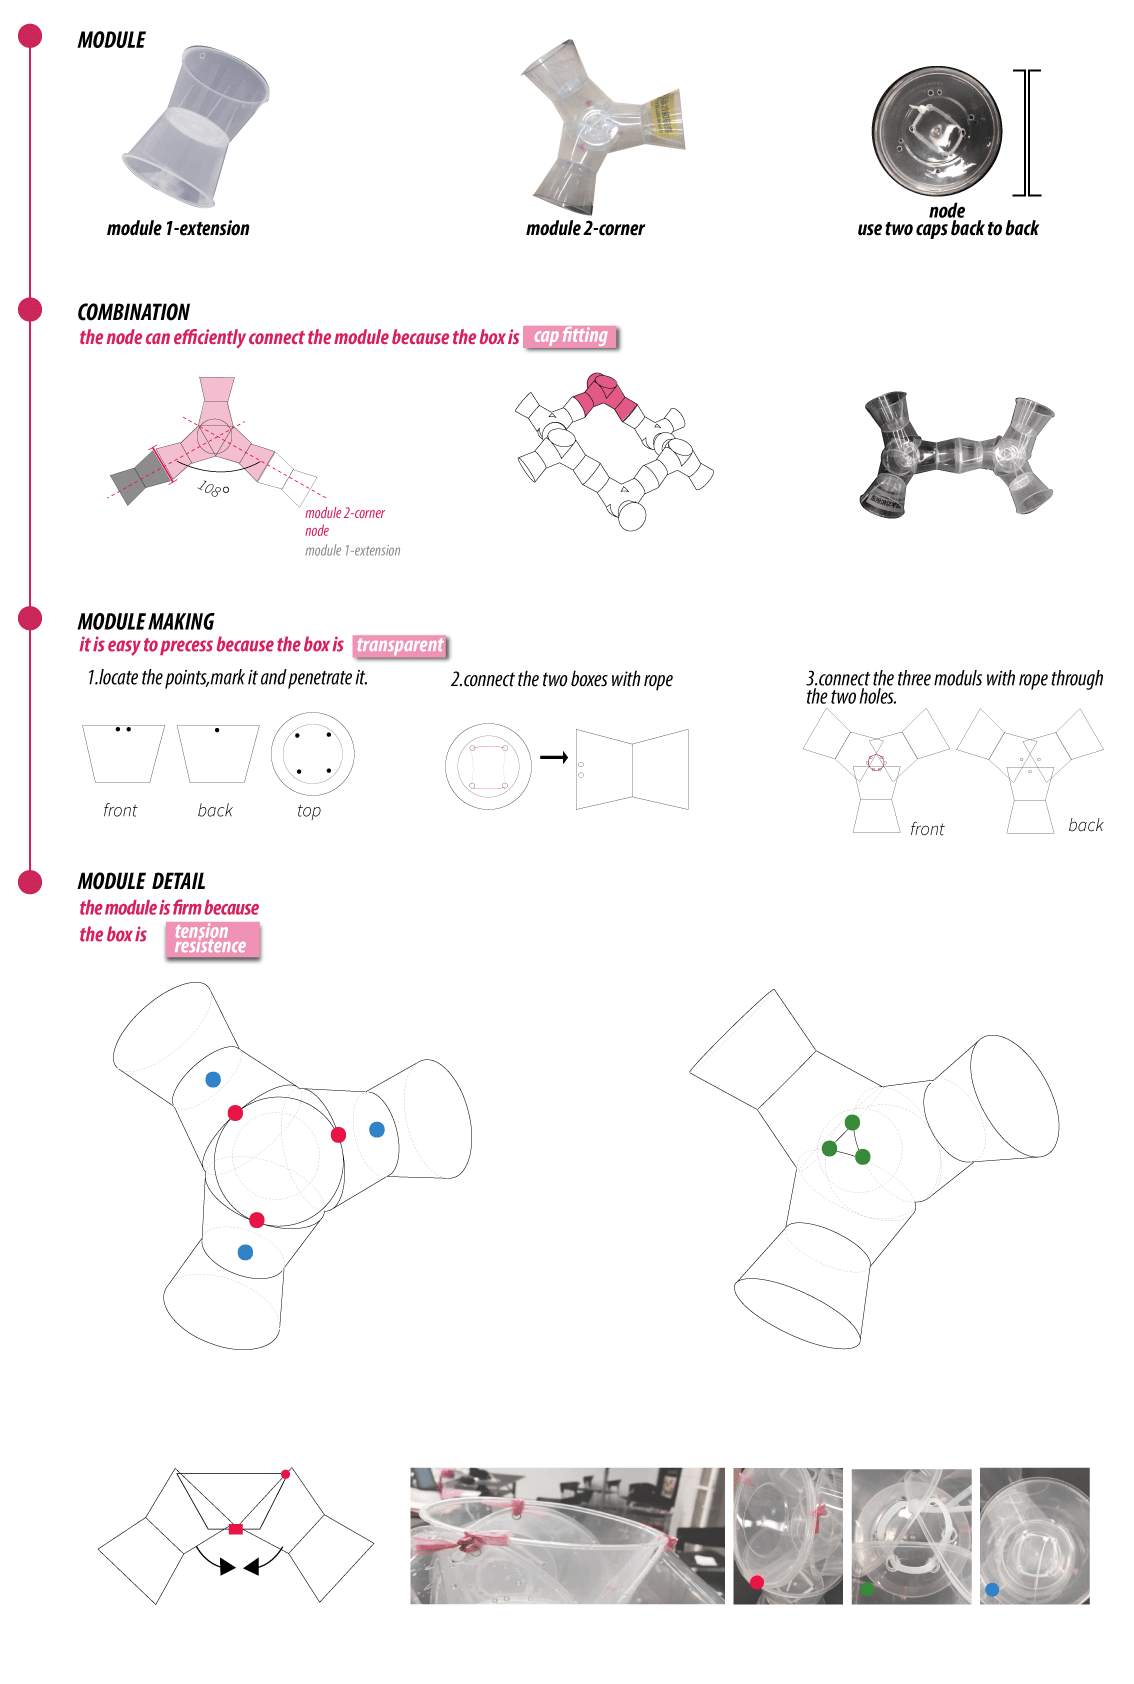 MODULE
module 1-extension
module 2-corner
node
use two caps back to back
COMBINATION
the node can efficiently connect the module because the box is cap fitting
108°
module 2-corner
node
module 1-extension
MODULE MAKING
it is easy to precess because the box is transparent
1.locate the points,mark it and penetrate it.
2.connect the two boxes with rope
3.connect the three moduls with rope through
the two holes.
front
back
top
front
back
MODULE DETAIL
the module is firm because
the box is tension
resistence